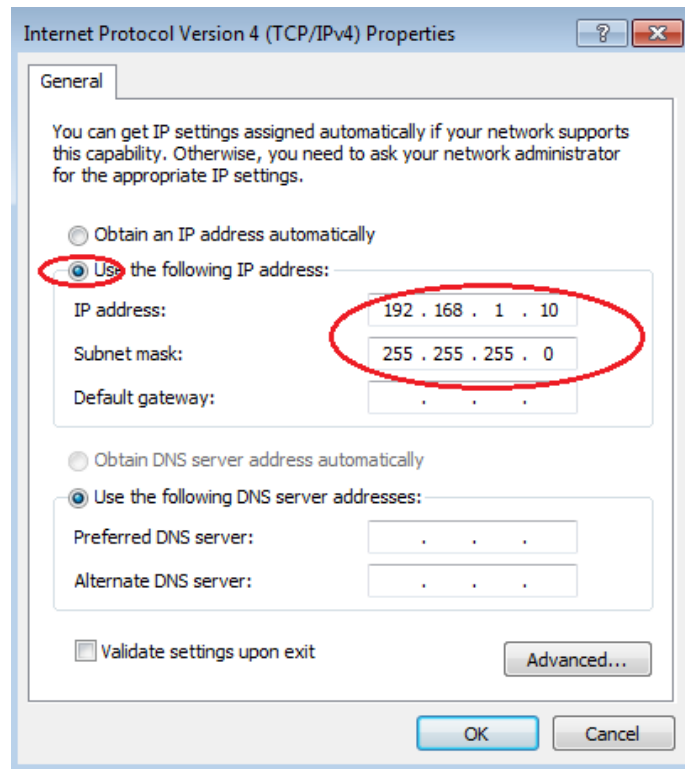 Internet Protocol Version 4 (TCP/IPv4) Properties
General
You can get IP settings assigned automatically if your network supports
this capability. Otherwise, you need to ask your network administrator
for the appropriate IP settings.
Obtain an IP address automatically
Use the following IP address:
IP address: 192 . 168 . 1 . 10
Subnet mask: 255 . 255 . 255 . 0
Default gateway: . . .
Obtain DNS server address automatically
Use the following DNS server addresses:
Preferred DNS server: . . .
Alternate DNS server: . . .
Validate settings upon exit
Advanced...
OK Cancel